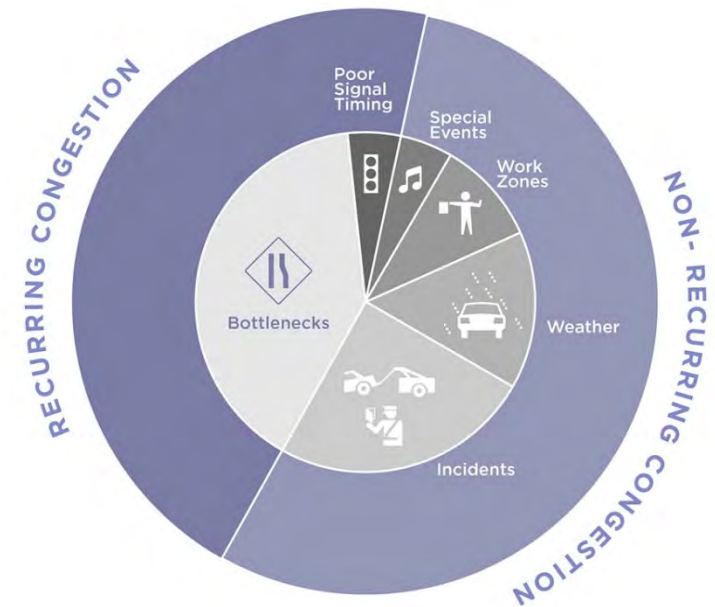 RECURRING CONGESTION
Poor
Signal
Timing
Special
Events
Work
Zones
Bottlenecks
Weather
Incidents
NON- RECURRING CONGESTION